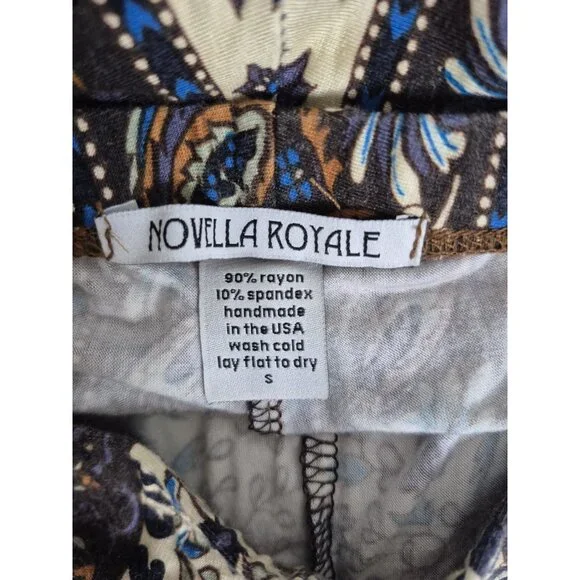 NOVELLA ROYALE
90% rayon
10% spandex
handmade
in the USA
wash cold
lay flat to dry
S